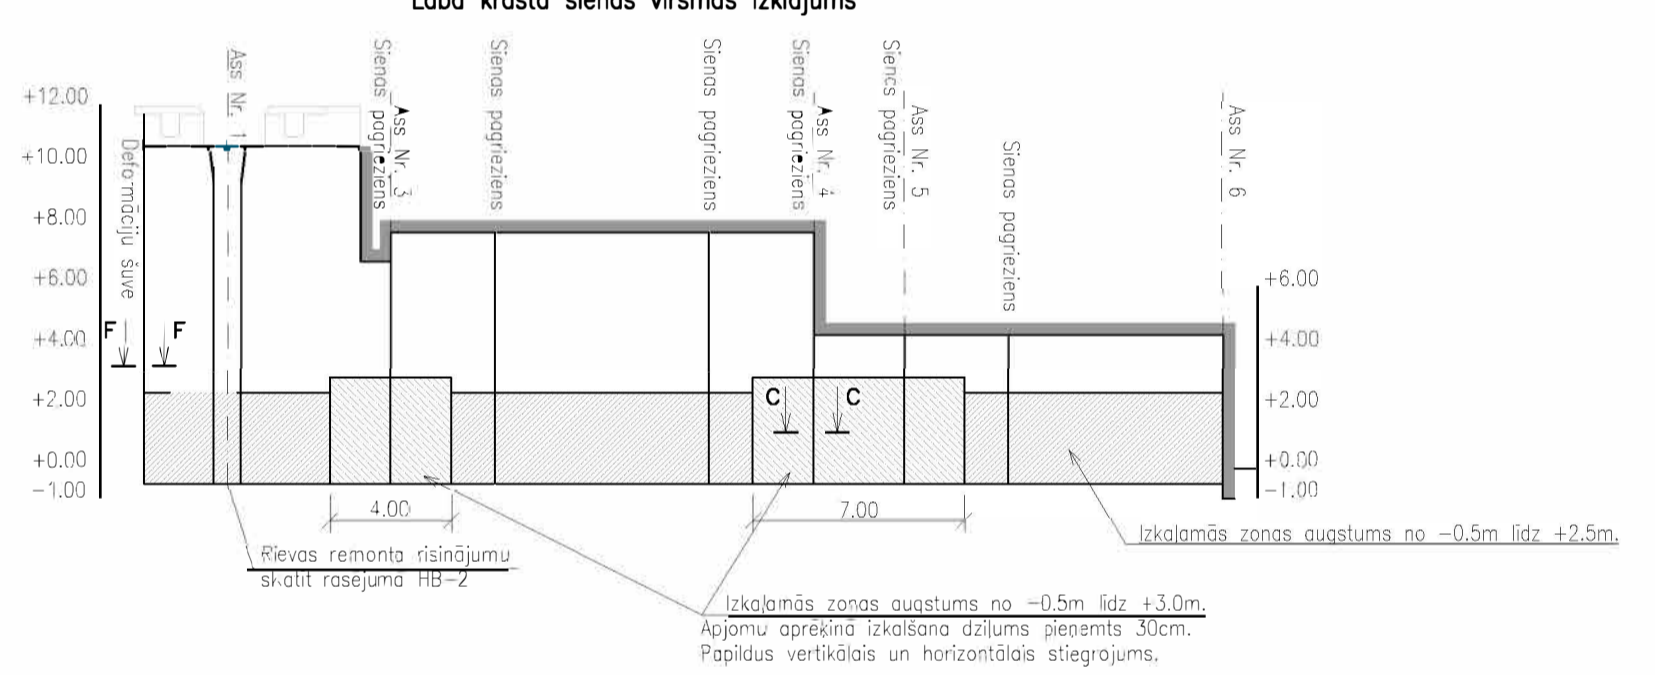 Laba krasta sienas virsmas izklājums
+12.00
+10.00
+8.00
+6.00
+4.00
+2.00
+0.00
-1.00
Deformāciju šuve
Ass Nr. 1
Sienas pagrieziens
Ass Nr. 3
Sienas pagrieziens
Sienas pagrieziens
Sienas pagrieziens
Ass Nr. 4
Siencs pagrieziens
Ass Nr. 5
Sienas pagrieziens
Ass Nr. 6
F F
C C
+6.00
+4.00
+2.00
+0.00
-1.00
4.00
7.00
Rievas remonta risinājumu
skatīt rasējumā HB-2
Izkaļamās zonas augstums no -0.5m līdz +2.5m.
Izkaļamās zonas augstums no -0.5m līdz +3.0m.
Apjomu aprēķinā izkalšana dziļums pieņemts 30cm.
Papildus vertikālais un horizontālais stiegrojums.